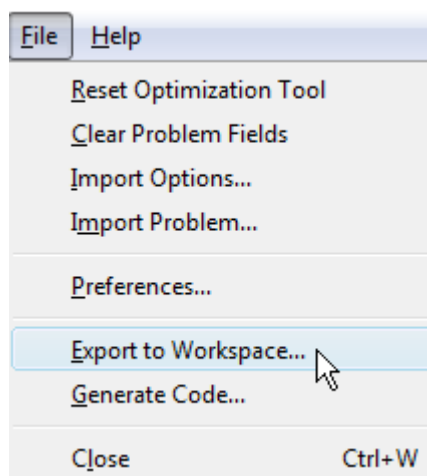 File Help
Reset Optimization Tool
Clear Problem Fields
Import Options...
Import Problem...
Preferences...
Export to Workspace...
Generate Code...
Close Ctrl+W